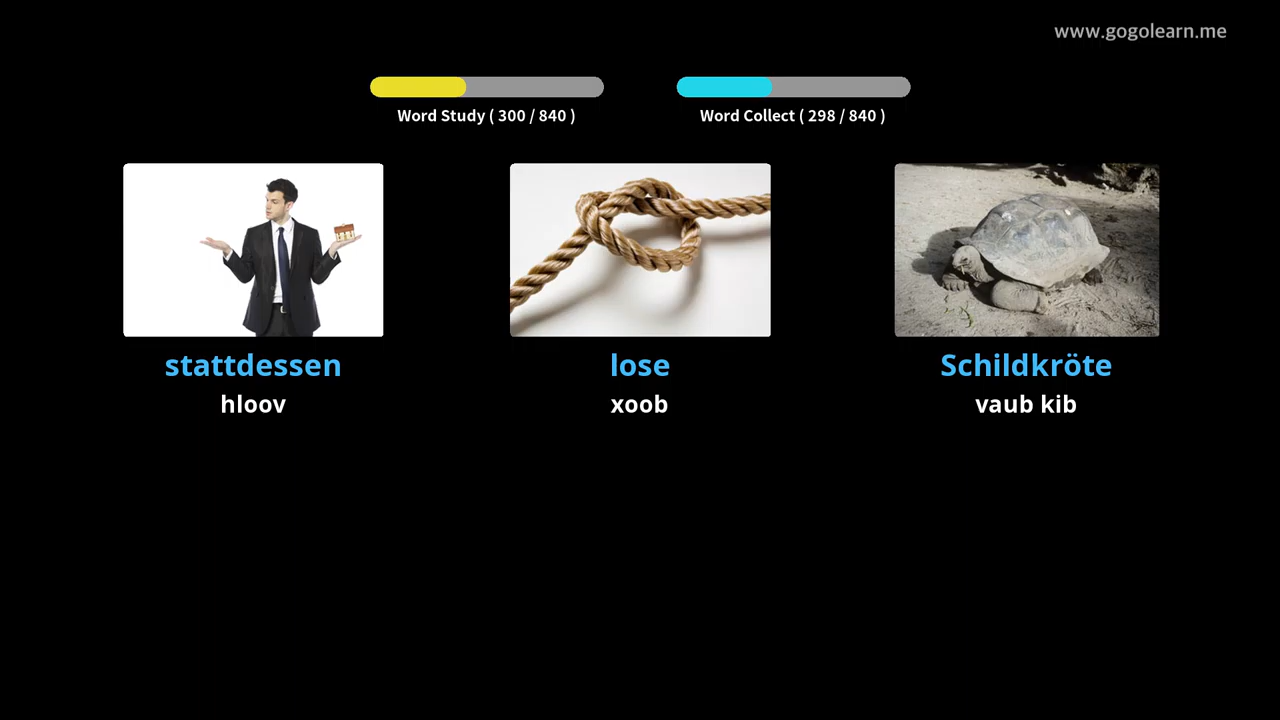 www.gogolearn.me
Word Study ( 300 / 840 )
Word Collect ( 298 / 840 )
stattdessen
hloov
lose
xoob
Schildkröte
vaub kib